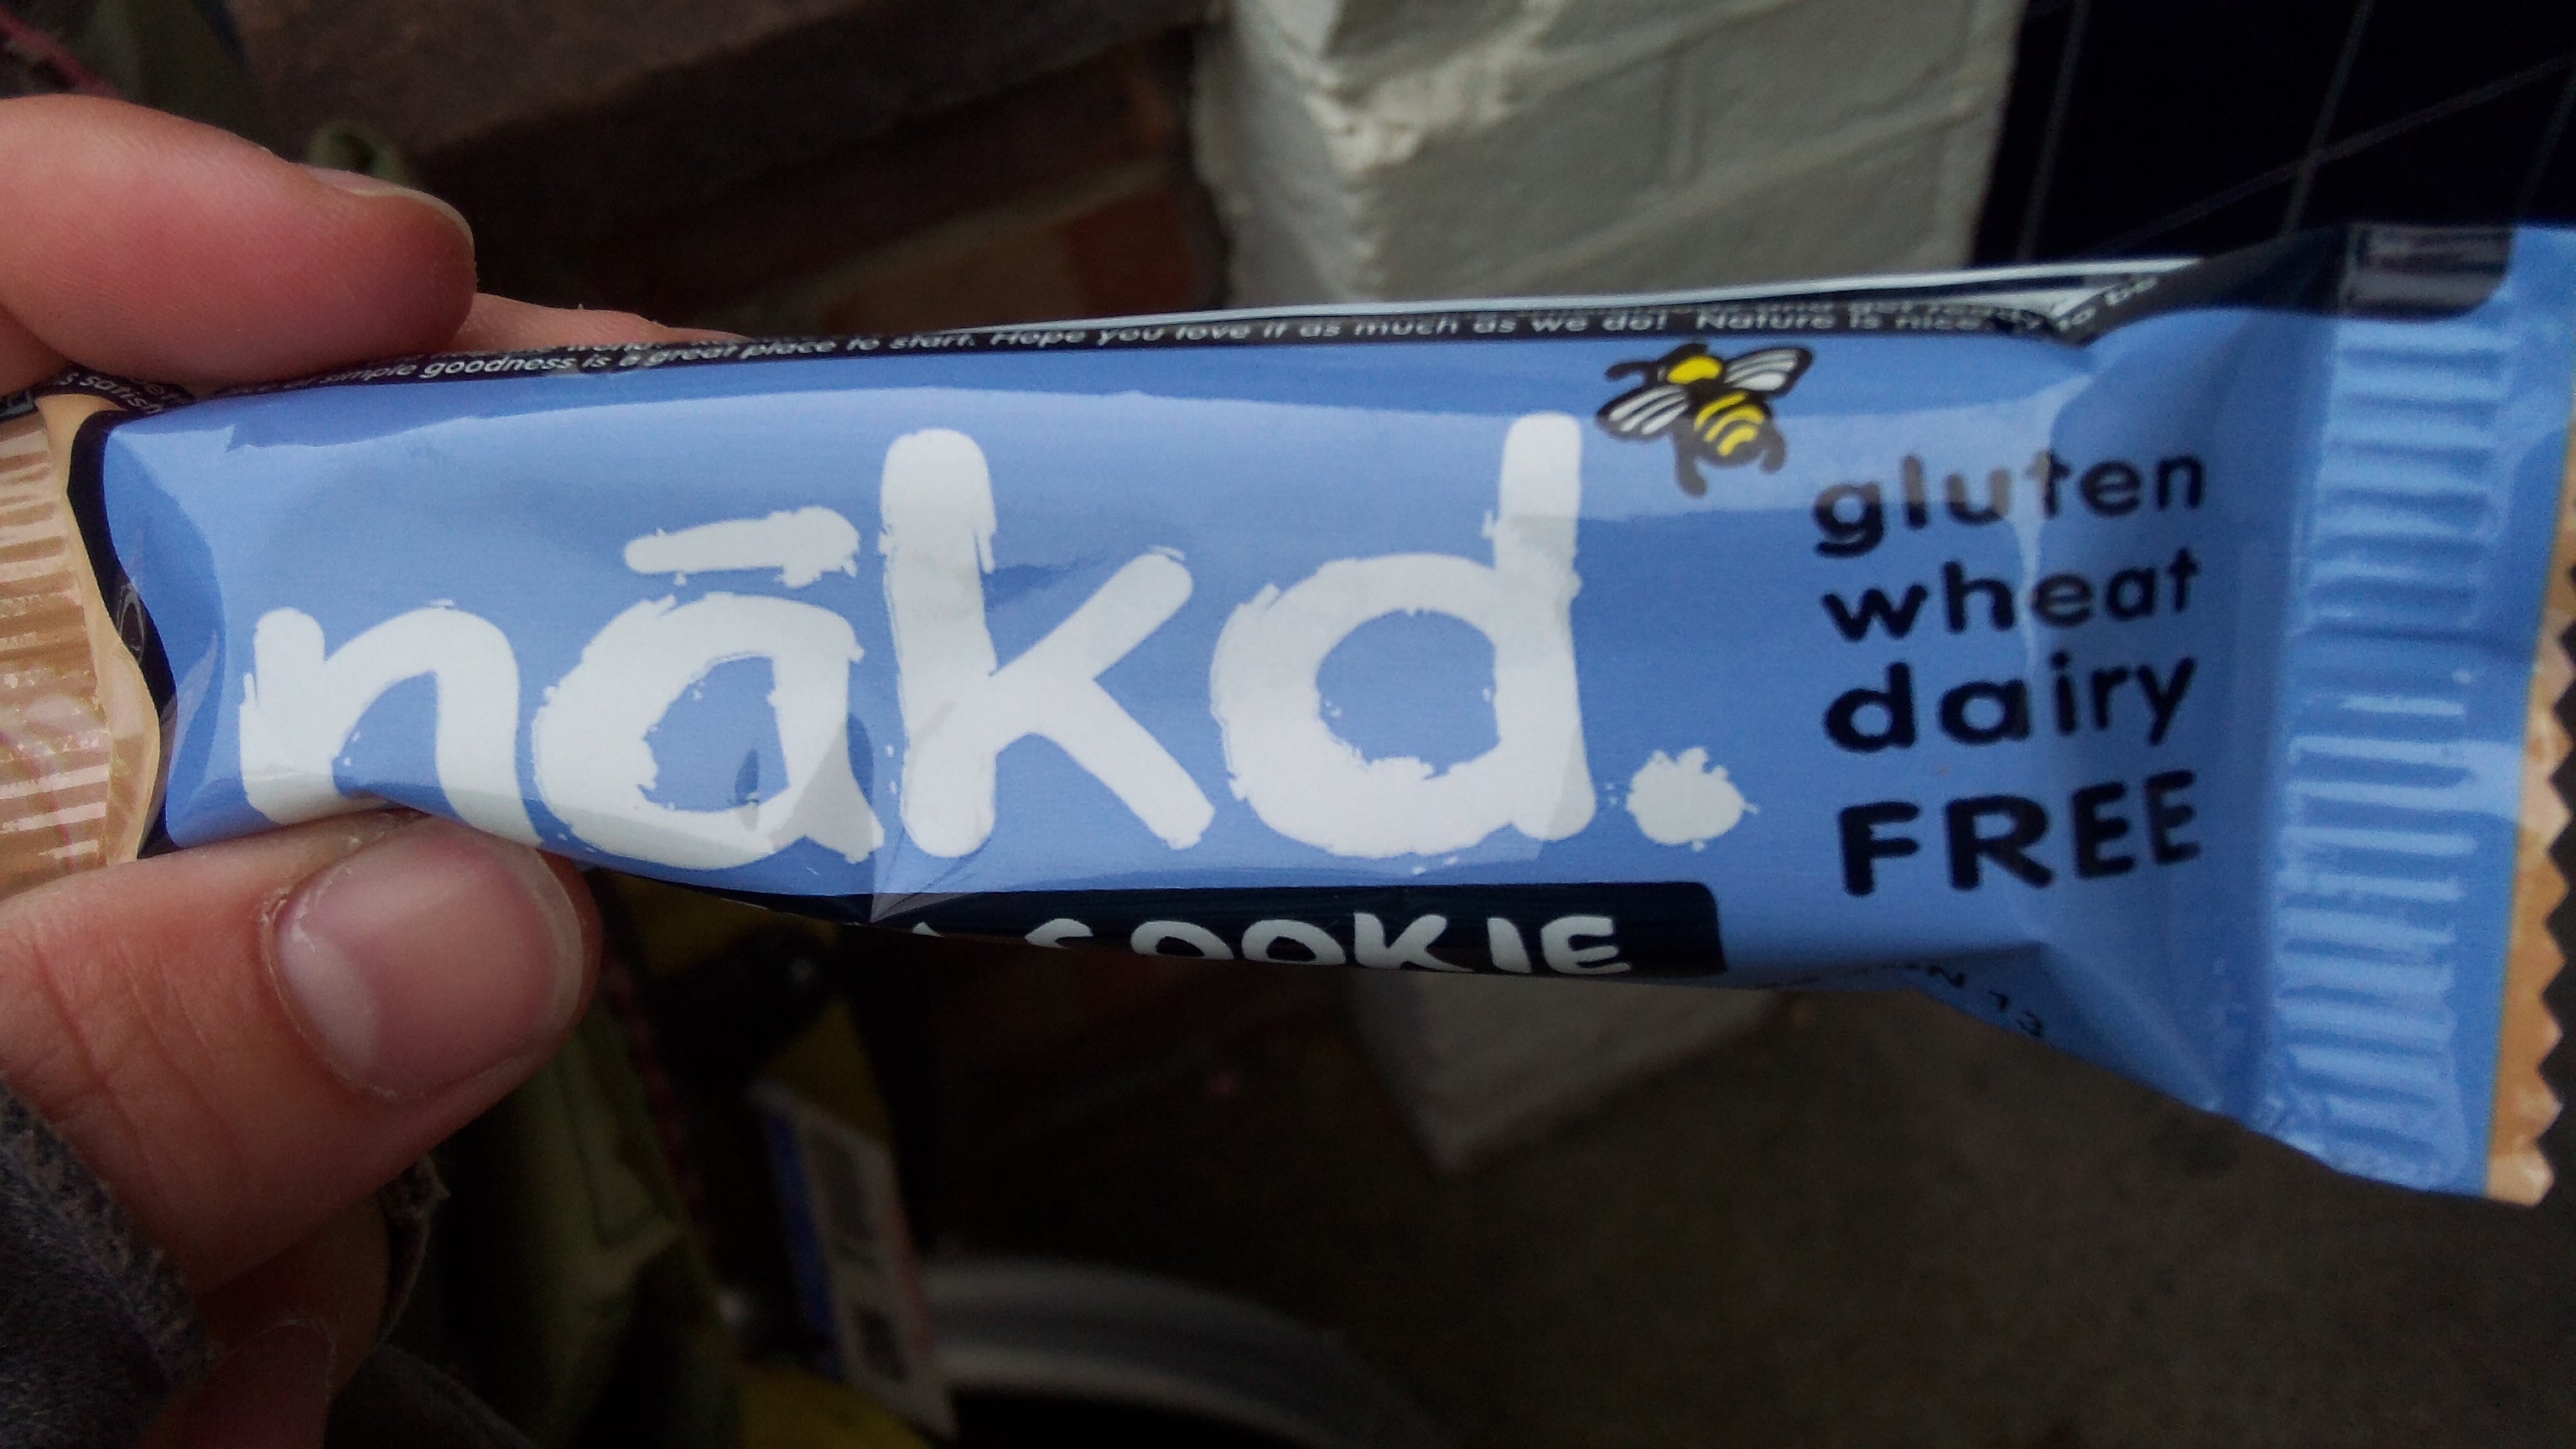 simple goodness is a great place to start. Hope you love it as much as we do! Nature is nice.
nākd.
gluten
wheat
dairy
FREE
COOKIE